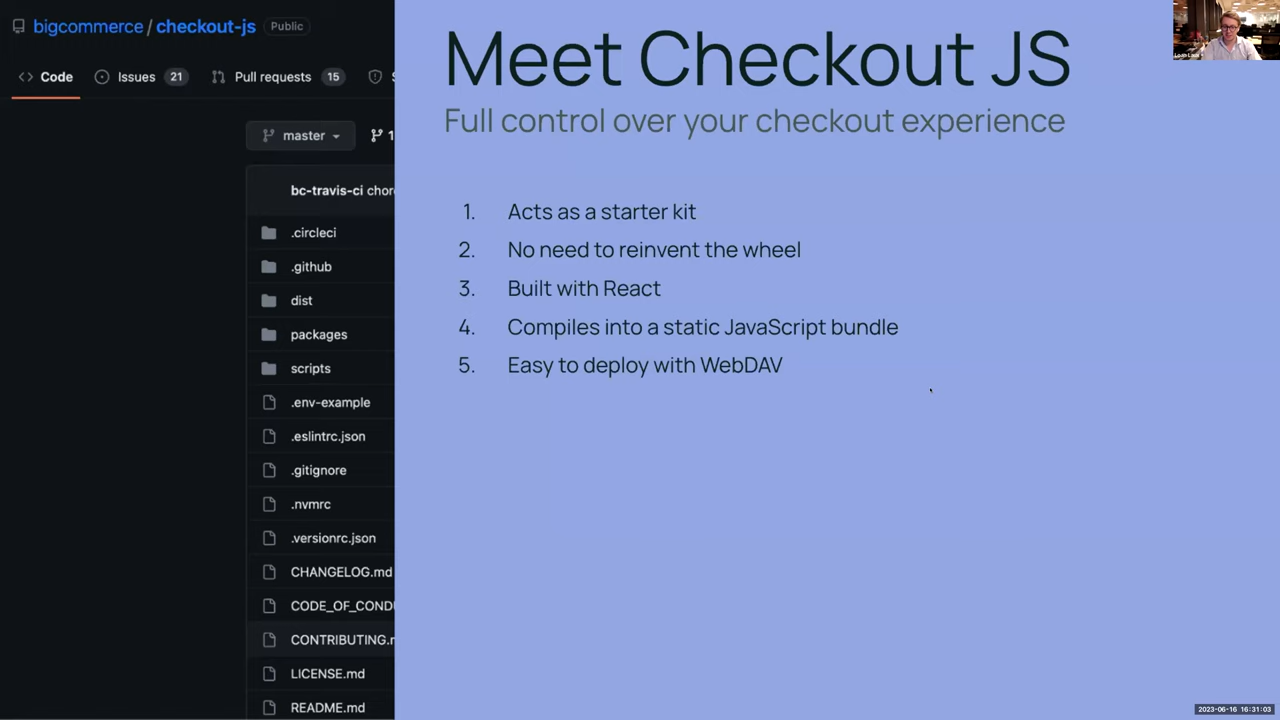 bigcommerce / checkout-js Public
Code Issues 21 Pull requests 15
master
bc-travis-ci
.circleci
.github
dist
packages
scripts
.env-example
.eslintrc.json
.gitignore
.nvmrc
.versionrc.json
CHANGELOG.md
CODE_OF_COND
CONTRIBUTING.
LICENSE.md
README.md
Meet Checkout JS
Full control over your checkout experience
1. Acts as a starter kit
2. No need to reinvent the wheel
3. Built with React
4. Compiles into a static JavaScript bundle
5. Easy to deploy with WebDAV
2023-06-16 16:31:03